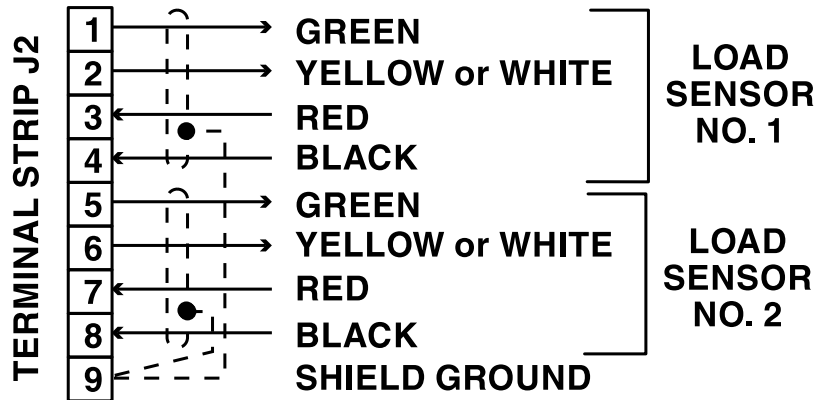 TERMINAL STRIP J2
1 GREEN
2 YELLOW or WHITE
3 RED
4 BLACK
LOAD
SENSOR
NO. 1
5 GREEN
6 YELLOW or WHITE
7 RED
8 BLACK
LOAD
SENSOR
NO. 2
9 SHIELD GROUND